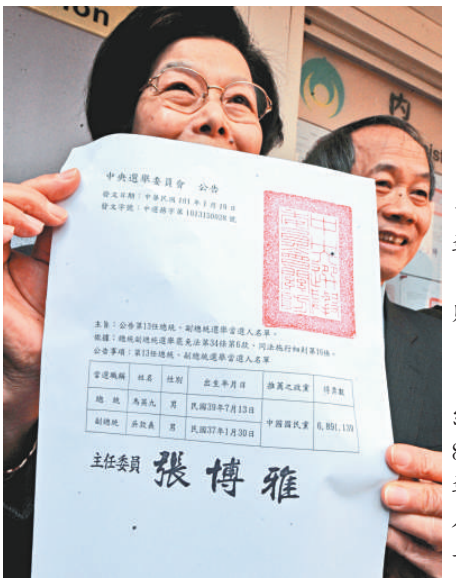 ion
內
中央選舉委員會 公告
發文日期：中華民國101年1月19日
主旨：公告第13任總統、副總統選舉當選人名單。
依據：總統副總統選舉罷免法第34條第6款、同法施行細則第19條。
公告事項：第13任總統、副總統選舉當選人名單
當選職稱 姓名 性別 出生年月日 推薦之政黨 得票數
總統 馬英九 男 民國39年7月13日 中國國民黨 6,891,139
副總統 吳敦義 男 民國37年1月30日
主任委員 張博雅